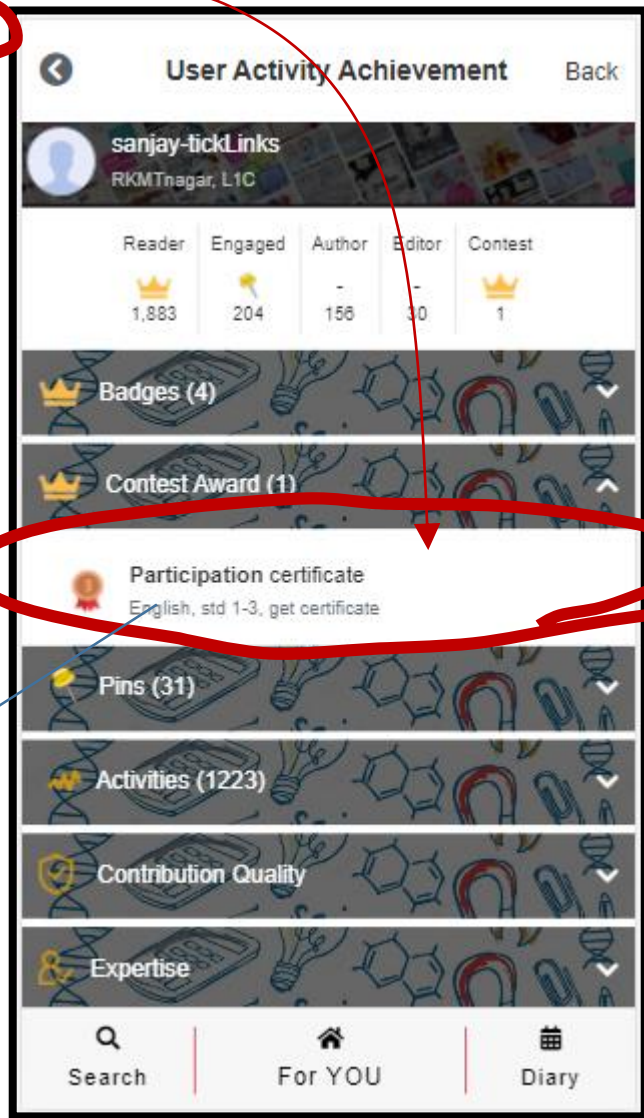 User Activity Achievement Back
sanjay-tickLinks
RKMTnagar, L1C
Reader Engaged Author Editor Contest
- -
1,883 204 156 30 1
Badges (4)
Contest Award (1)
Participation certificate
English, std 1-3, get certificate
Pins (31)
Activities (1223)
Contribution Quality
Expertise
Search For YOU Diary